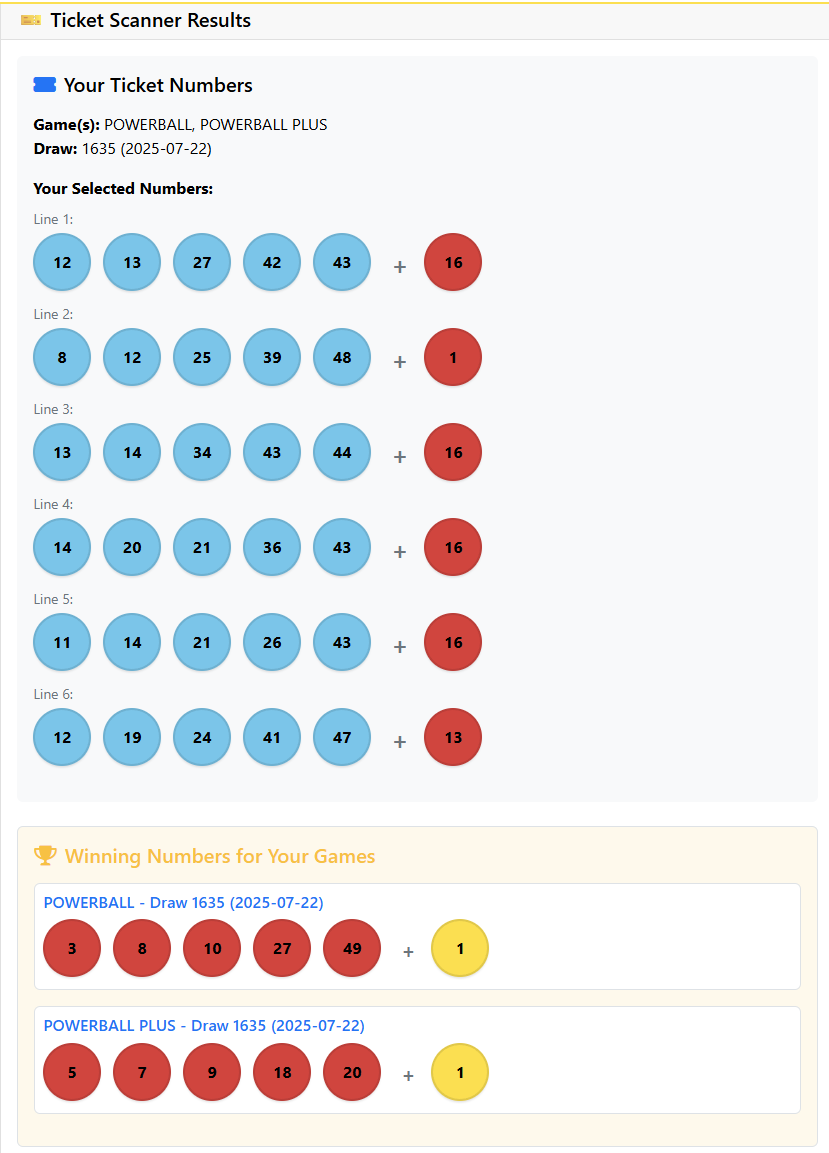 Ticket Scanner Results
Your Ticket Numbers
Game(s): POWERBALL, POWERBALL PLUS
Draw: 1635 (2025-07-22)
Your Selected Numbers:
Line 1:
12 13 27 42 43 + 16
Line 2:
8 12 25 39 48 + 1
Line 3:
13 14 34 43 44 + 16
Line 4:
14 20 21 36 43 + 16
Line 5:
11 14 21 26 43 + 16
Line 6:
12 19 24 41 47 + 13
Winning Numbers for Your Games
POWERBALL - Draw 1635 (2025-07-22)
3 8 10 27 49 + 1
POWERBALL PLUS - Draw 1635 (2025-07-22)
5 7 9 18 20 + 1